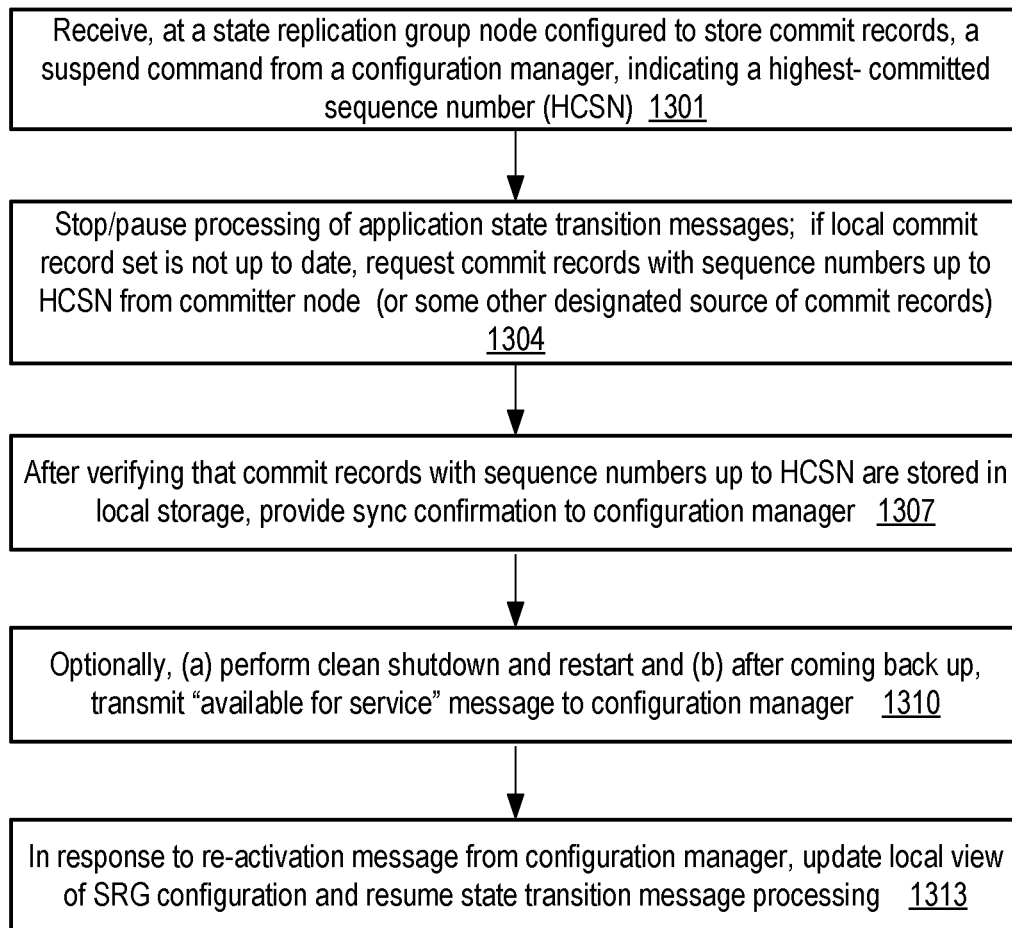 Receive, at a state replication group node configured to store commit records, a
suspend command from a configuration manager, indicating a highest- committed
sequence number (HCSN) 1301
Stop/pause processing of application state transition messages; if local commit
record set is not up to date, request commit records with sequence numbers up to
HCSN from committer node (or some other designated source of commit records)
1304
After verifying that commit records with sequence numbers up to HCSN are stored in
local storage, provide sync confirmation to configuration manager 1307
Optionally, (a) perform clean shutdown and restart and (b) after coming back up,
transmit “available for service” message to configuration manager 1310
In response to re-activation message from configuration manager, update local view
of SRG configuration and resume state transition message processing 1313